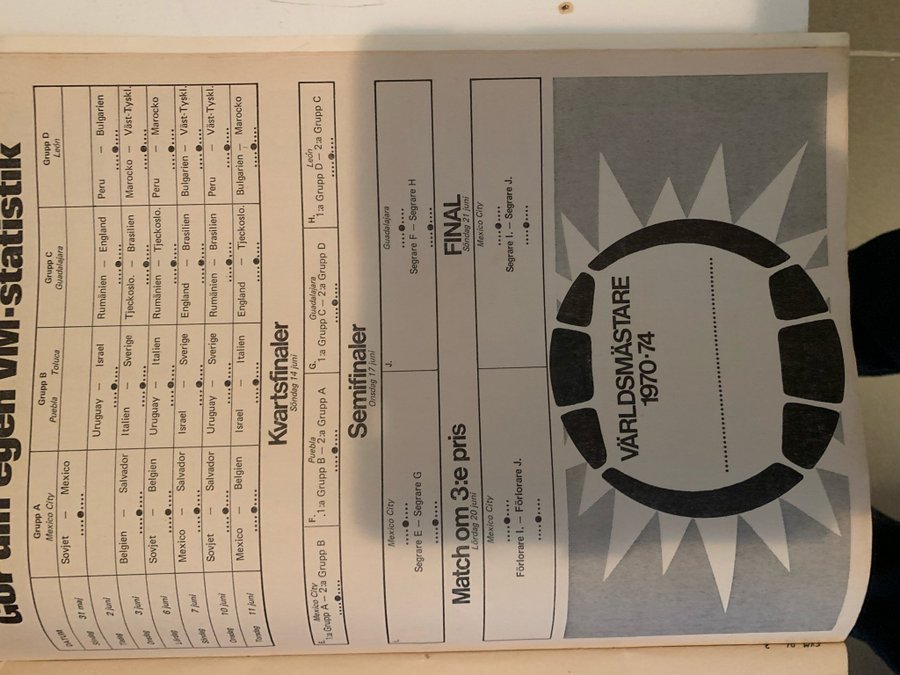 Gör din egen VM-statistik
DATUM Grupp A Mexico City Grupp B Puebla Toluca Grupp C Guadalajara Grupp D León
Söndag 31 maj Sovjet – Mexico
Tisdag 2 juni Belgien – Salvador Uruguay – Israel Rumänien – England Peru – Bulgarien
Onsdag 3 juni Sovjet – Belgien Italien – Sverige Tjeckoslo. – Brasilien Marocko – Väst-Tyskl.
Lördag 6 juni Mexico – Salvador Uruguay – Italien Rumänien – Tjeckoslo. Peru – Marocko
Söndag 7 juni Israel – Sverige England – Brasilien Bulgarien – Väst-Tyskl.
Onsdag 10 juni Sovjet – Salvador Uruguay – Sverige Rumänien – Brasilien Peru – Väst-Tyskl.
Torsdag 11 juni Mexico – Belgien Israel – Italien England – Tjeckoslo. Bulgarien – Marocko
Kvartsfinaler
Söndag 14 juni
Mexico City Puebla Guadalajara León
E. 1:a Grupp A – 2:a Grupp B F. 1:a Grupp B – 2:a Grupp A G. 1:a Grupp C – 2:a Grupp D H. 1:a Grupp D – 2:a Grupp C
Semifinaler
Onsdag 17 juni
I. Mexico City J. Guadalajara
Segrare E – Segrare G Segrare F – Segrare H
Match om 3:e pris
Lördag 20 juni
Mexico City
Förlorare I. – Förlorare J.
FINAL
Söndag 21 juni
Mexico City
Segrare I. – Segrare J.
VÄRLDSMÄSTARE
1970-74